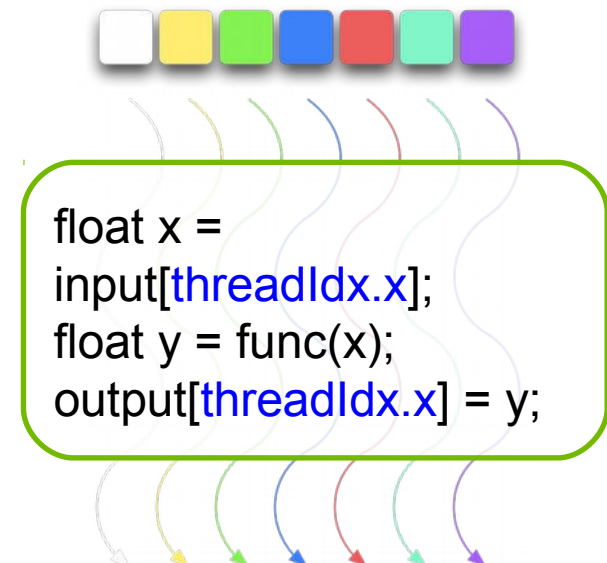 float x =
input[threadIdx.x];
float y = func(x);
output[threadIdx.x] = y;